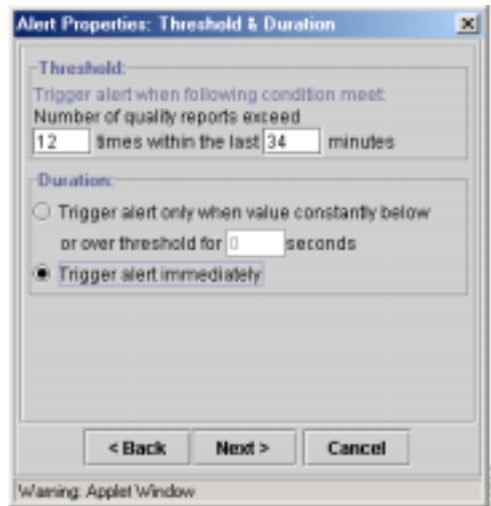 Alert Properties: Threshold & Duration
Threshold:
Trigger alert when following condition meet:
Number of quality reports exceed
12 times within the last 34 minutes
Duration:
Trigger alert only when value constantly below
or over threshold for 0 seconds
Trigger alert immediately
< Back Next > Cancel
Warning: Applet Window